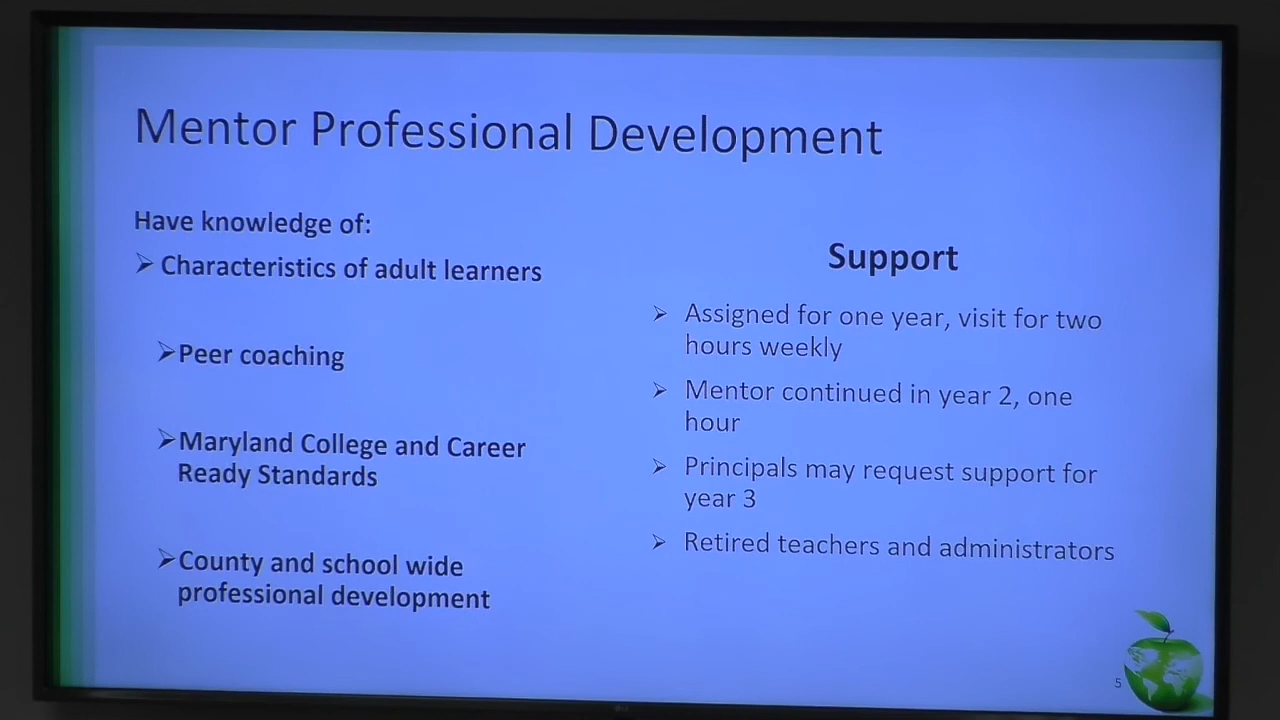 Mentor Professional Development
Have knowledge of:
➢ Characteristics of adult learners
➢Peer coaching
➢Maryland College and Career
Ready Standards
➢County and school wide
professional development
Support
➢ Assigned for one year, visit for two
hours weekly
➢ Mentor continued in year 2, one
hour
➢ Principals may request support for
year 3
➢ Retired teachers and administrators
5
LG